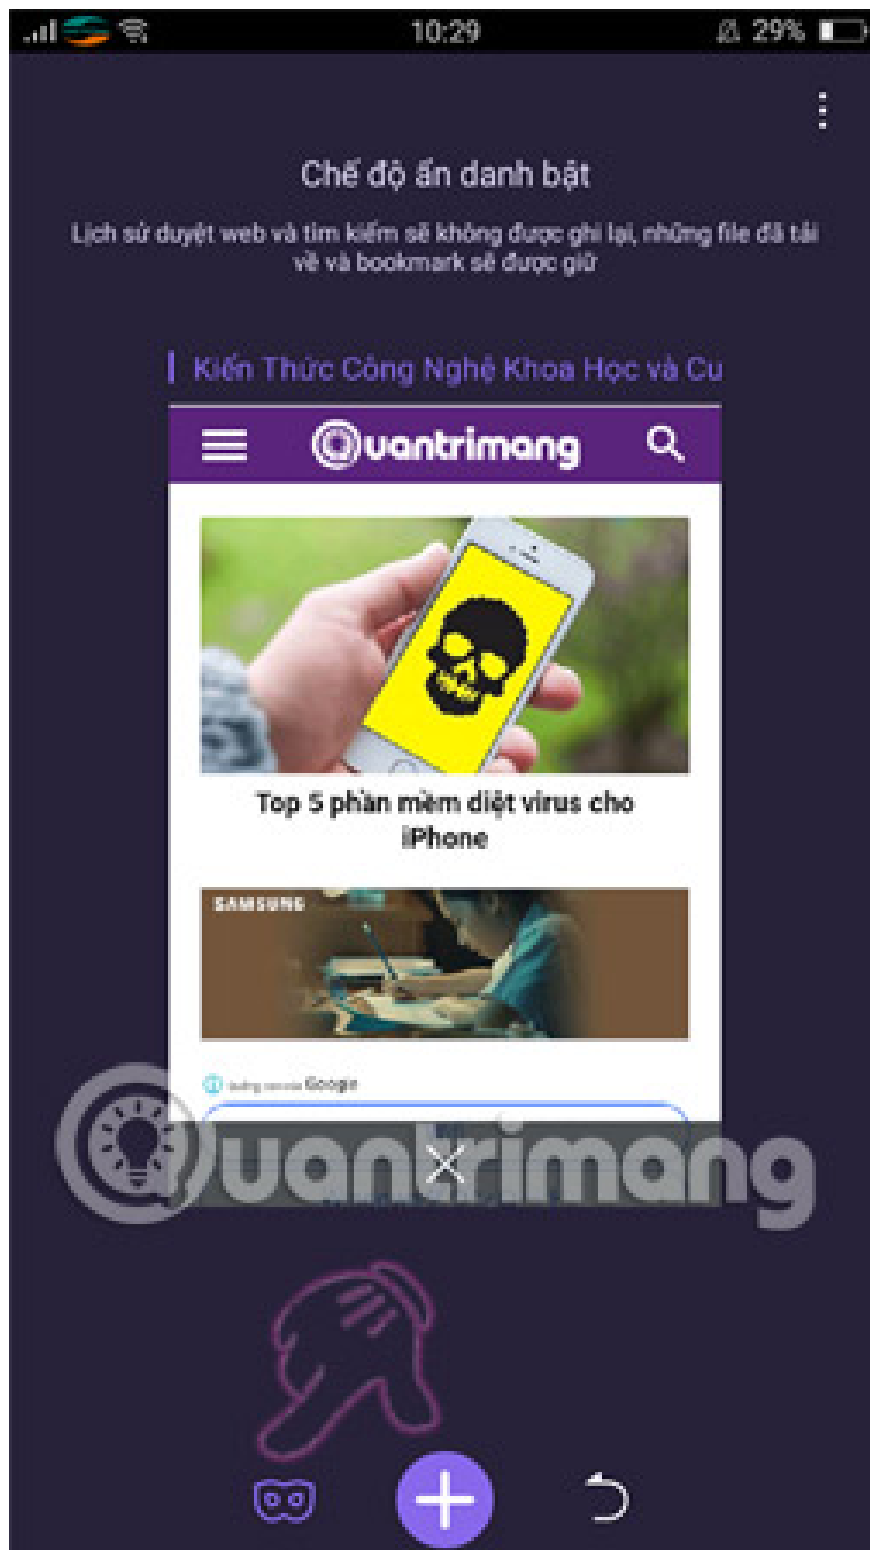 10:29
29%
Chế độ ẩn danh bật
Lịch sử duyệt web và tìm kiếm sẽ không được ghi lại, những file đã tải
về và bookmark sẽ được giữ
Kiến Thức Công Nghệ Khoa Học và Cu
Quantrimang
Top 5 phần mềm diệt virus cho
iPhone
SAMSUNG
Google
Quantrimang